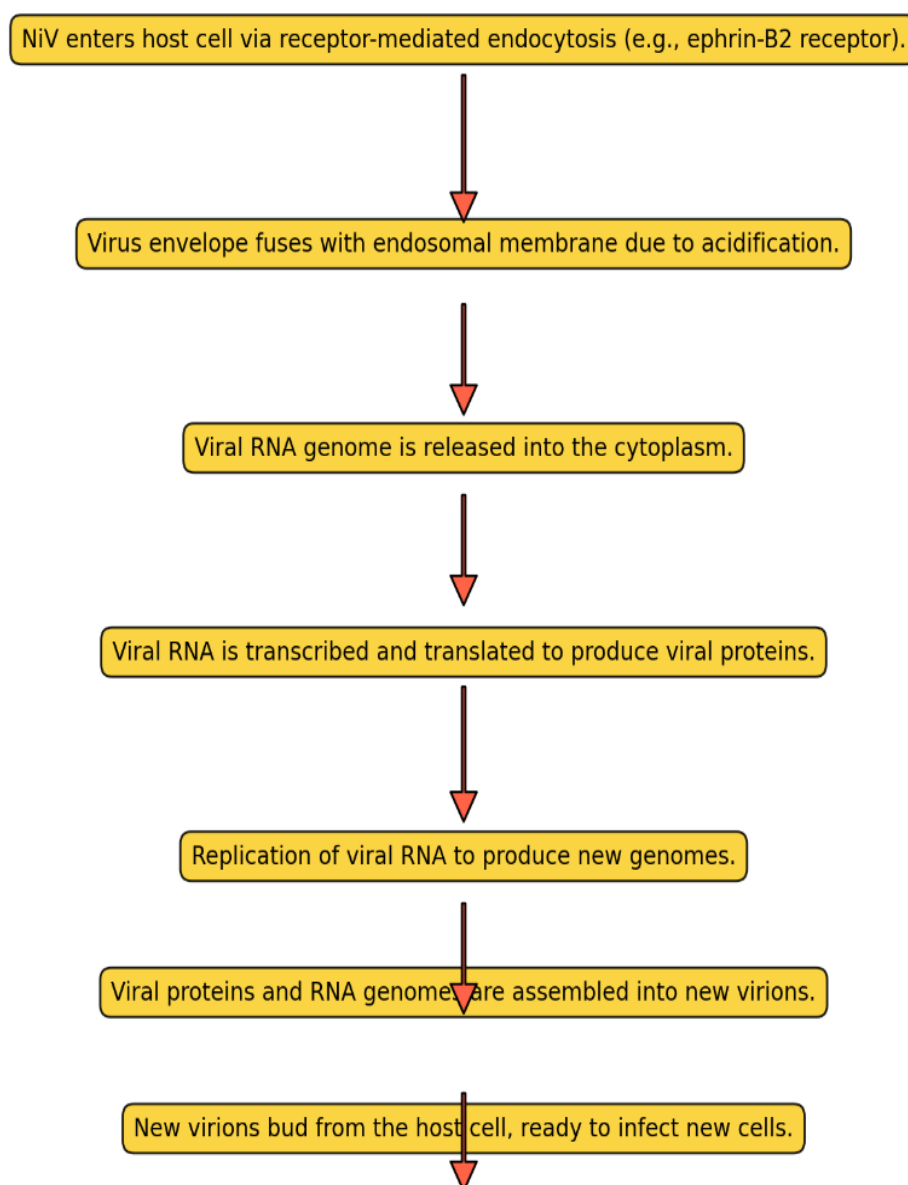 NiV enters host cell via receptor-mediated endocytosis (e.g., ephrin-B2 receptor).
Virus envelope fuses with endosomal membrane due to acidification.
Viral RNA genome is released into the cytoplasm.
Viral RNA is transcribed and translated to produce viral proteins.
Replication of viral RNA to produce new genomes.
Viral proteins and RNA genomes are assembled into new virions.
New virions bud from the host cell, ready to infect new cells.